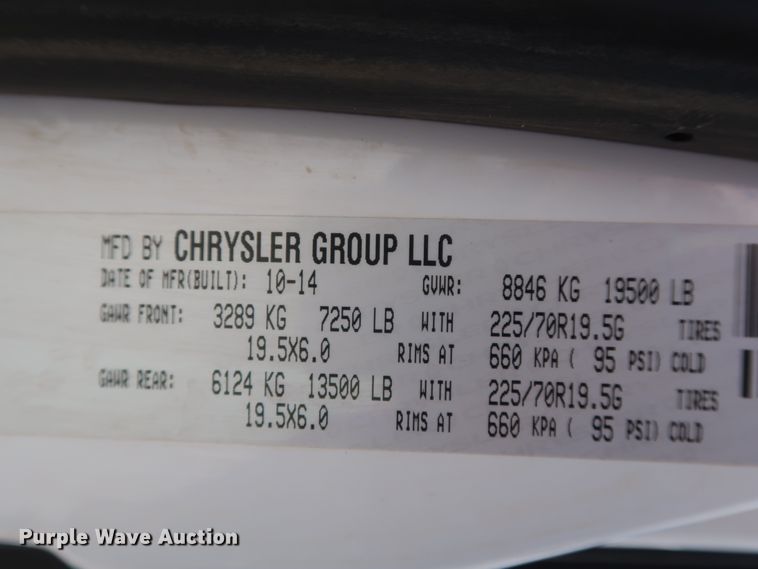 MFD BY CHRYSLER GROUP LLC
DATE OF MFR(BUILT): 10-14 GVWR: 8846 KG 19500 LB
GAWR FRONT: 3289 KG 7250 LB WITH 225/70R19.5G TIRES
19.5X6.0 RIMS AT 660 KPA ( 95 PSI) COLD
GAWR REAR: 6124 KG 13500 LB WITH 225/70R19.5G TIRES
19.5X6.0 RIMS AT 660 KPA ( 95 PSI) COLD
Purple Wave Auction